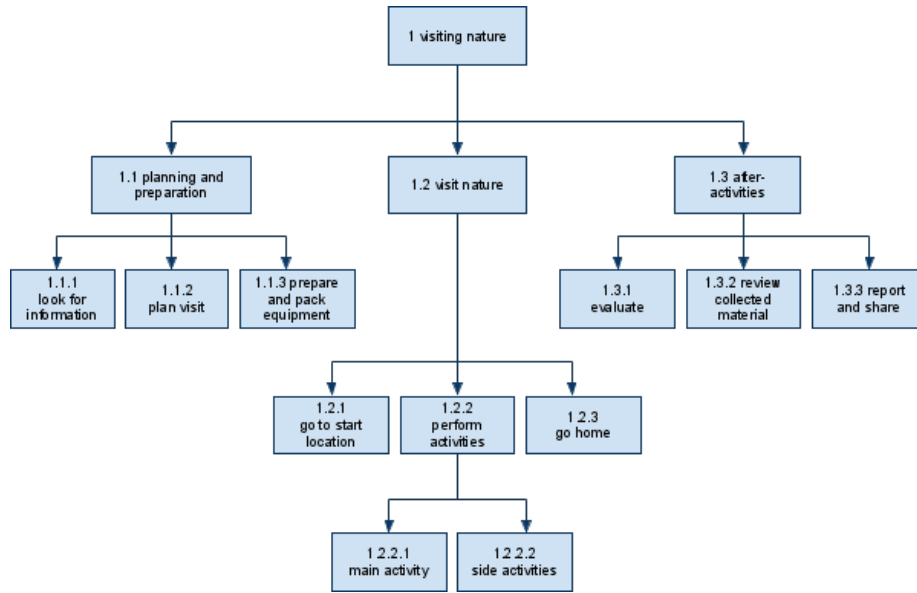 1 visiting nature
1.1 planning and
preparation
1.2 visit nature
1.3 after-
activities
1.1.1
look for
information
1.1.2
plan visit
1.1.3 prepare
and pack
equipment
1.3.1
evaluate
1.3.2 review
collected
material
1.3.3 report
and share
1.2.1
go to start
location
1.2.2
perform
activities
1.2.3
go home
1.2.2.1
main activity
1.2.2.2
side activities